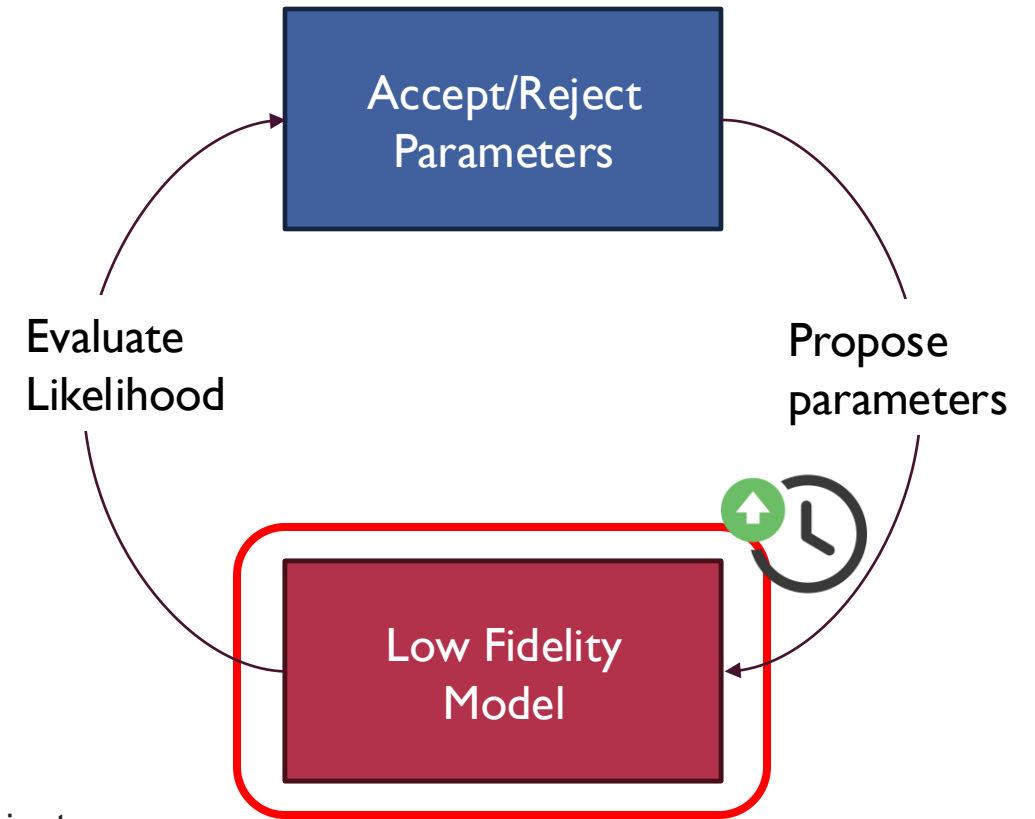 Accept/Reject
Parameters
Evaluate
Likelihood
Propose
parameters
Low Fidelity
Model